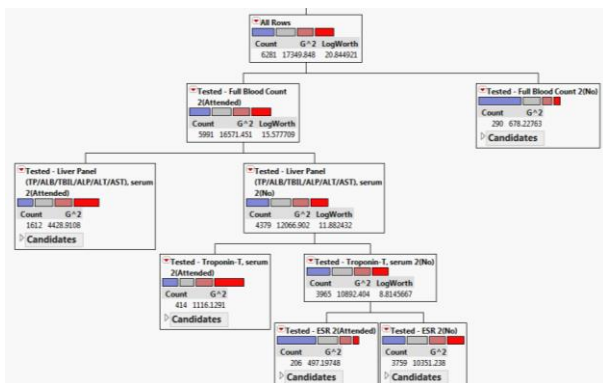 All Rows
Count G^2 LogWorth
6281 17349.848 20.844921
Tested - Full Blood Count
2(Attended)
Count G^2 LogWorth
5991 16571.451 15.577709
Tested - Full Blood Count 2(No)
Count G^2
290 678.22763
Candidates
Tested - Liver Panel
(TP/ALB/TBIL/ALP/ALT/AST), serum
2(Attended)
Count G^2
1612 4428.9108
Candidates
Tested - Liver Panel
(TP/ALB/TBIL/ALP/ALT/AST), serum
2(No)
Count G^2 LogWorth
4379 12066.902 11.882432
Tested - Troponin-T, serum
2(Attended)
Count G^2
414 1116.1291
Candidates
Tested - Troponin-T, serum 2(No)
Count G^2 LogWorth
3965 10892.404 8.8145667
Tested - ESR 2(Attended)
Count G^2
206 497.19748
Candidates
Tested - ESR 2(No)
Count G^2
3759 10351.238
Candidates